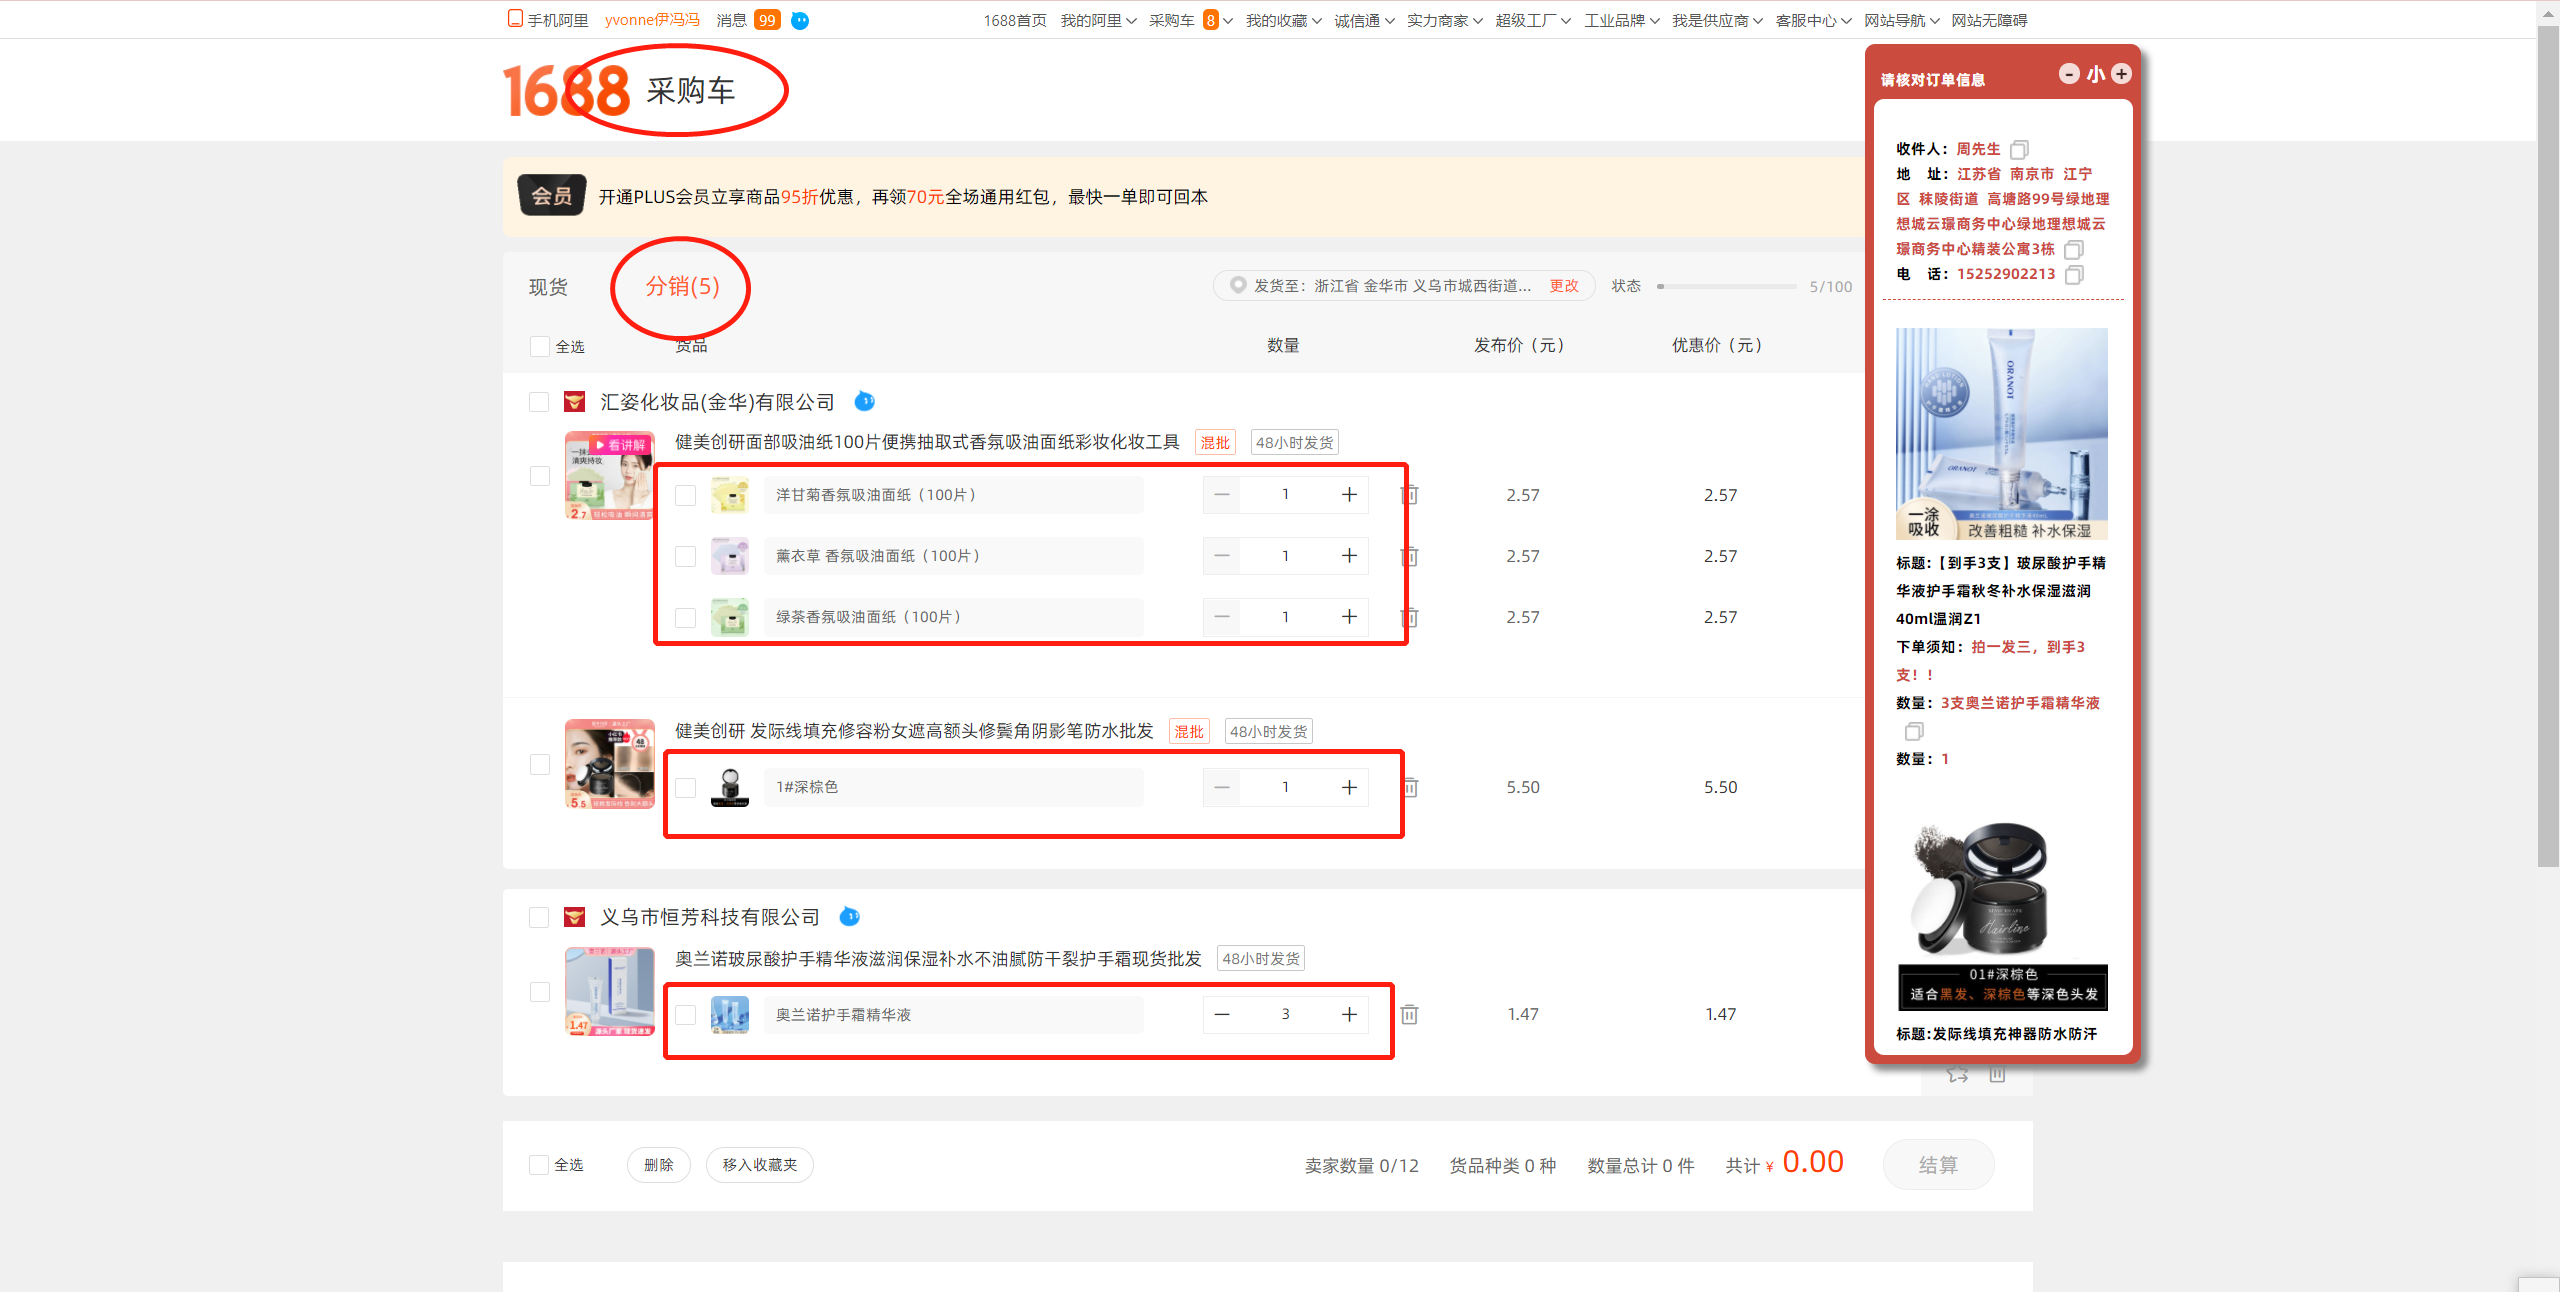 手机阿里 yvonne伊冯冯 消息 99 1688首页 我的阿里 采购车 8 我的收藏 诚信通 实力商家 超级工厂 工业品牌 我是供应商 客服中心 网站导航 网站无障碍
1688 采购车
会员 开通PLUS会员立享商品95折优惠，再领70元全场通用红包，最快一单即可回本
现货 分销(5) 发货至：浙江省 金华市 义乌市城西街道... 更改 状态 5/100
全选 货品 数量 发布价（元） 优惠价（元）
汇姿化妆品(金华)有限公司
看讲解
清爽持妆
2.7
健美创研面部吸油纸100片便携抽取式香氛吸油面纸彩妆化妆工具 混批 48小时发货
洋甘菊香氛吸油面纸（100片） 1 2.57 2.57
薰衣草 香氛吸油面纸（100片） 1 2.57 2.57
绿茶香氛吸油面纸（100片） 1 2.57 2.57
健美创研 发际线填充修容粉女遮高额头修鬓角阴影笔防水批发 混批 48小时发货
48
5.5
1#深棕色 1 5.50 5.50
义乌市恒芳科技有限公司
奥兰诺玻尿酸护手精华液滋润保湿补水不油腻防干裂护手霜现货批发 48小时发货
1.47
源头厂家 现货速发
奥兰诺护手霜精华液 3 1.47 1.47
全选 删除 移入收藏夹 卖家数量 0/12 货品种类 0 种 数量总计 0 件 共计 ¥ 0.00 结算
请核对订单信息 - 小 +
收件人：周先生
地 址：江苏省 南京市 江宁
区 秣陵街道 高塘路99号绿地理
想城云璟商务中心绿地理想城云
璟商务中心精装公寓3栋
电 话：15252902213
ORANOT
ORANOT
一涂
吸收
改善粗糙 补水保湿
标题:【到手3支】玻尿酸护手精
华液护手霜秋冬补水保湿滋润
40ml温润Z1
下单须知：拍一发三，到手3
支！！
数量：3支奥兰诺护手霜精华液
数量：1
Hairline
01#深棕色
适合黑发、深棕色等深色头发
标题:发际线填充神器防水防汗